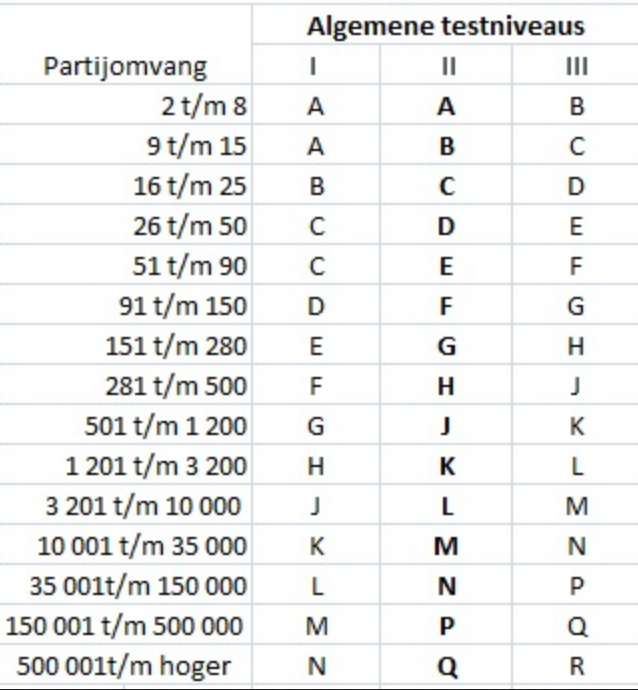 Algemene testniveaus
Partijomvang I II III
2 t/m 8 A A B
9 t/m 15 A B C
16 t/m 25 B C D
26 t/m 50 C D E
51 t/m 90 C E F
91 t/m 150 D F G
151 t/m 280 E G H
281 t/m 500 F H J
501 t/m 1 200 G J K
1 201 t/m 3 200 H K L
3 201 t/m 10 000 J L M
10 001 t/m 35 000 K M N
35 001t/m 150 000 L N P
150 001 t/m 500 000 M P Q
500 001t/m hoger N Q R